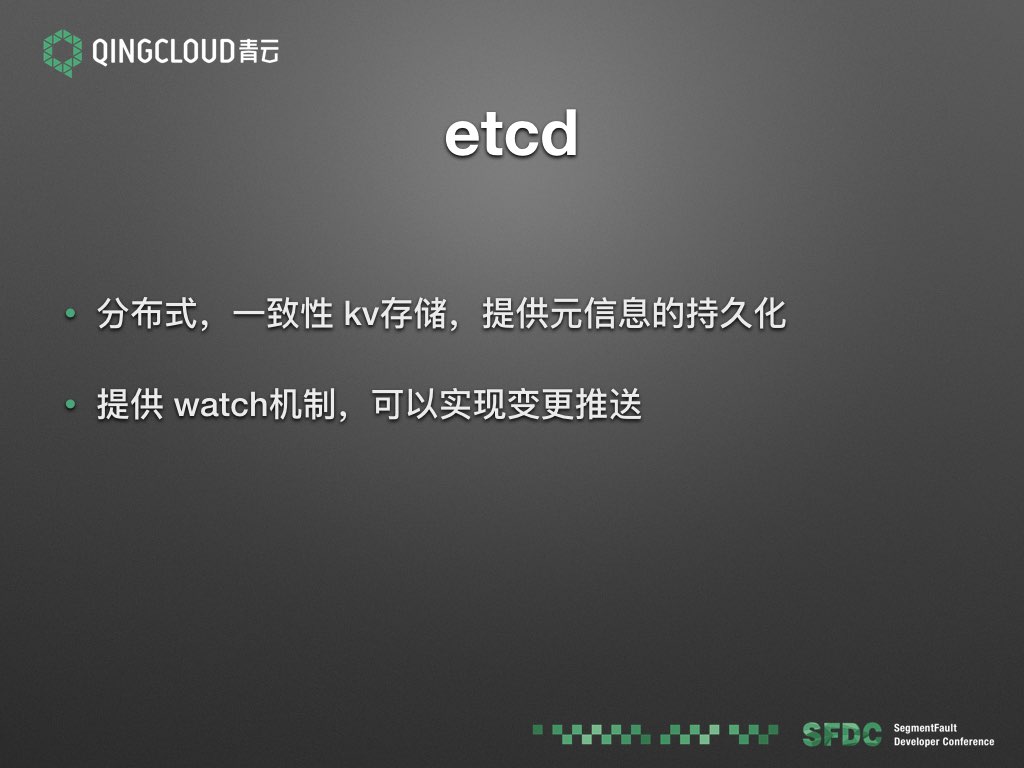 QINGCLOUD青云
etcd
• 分布式，一致性 kv存储，提供元信息的持久化
• 提供 watch机制，可以实现变更推送
SFDC SegmentFault
Developer Conference